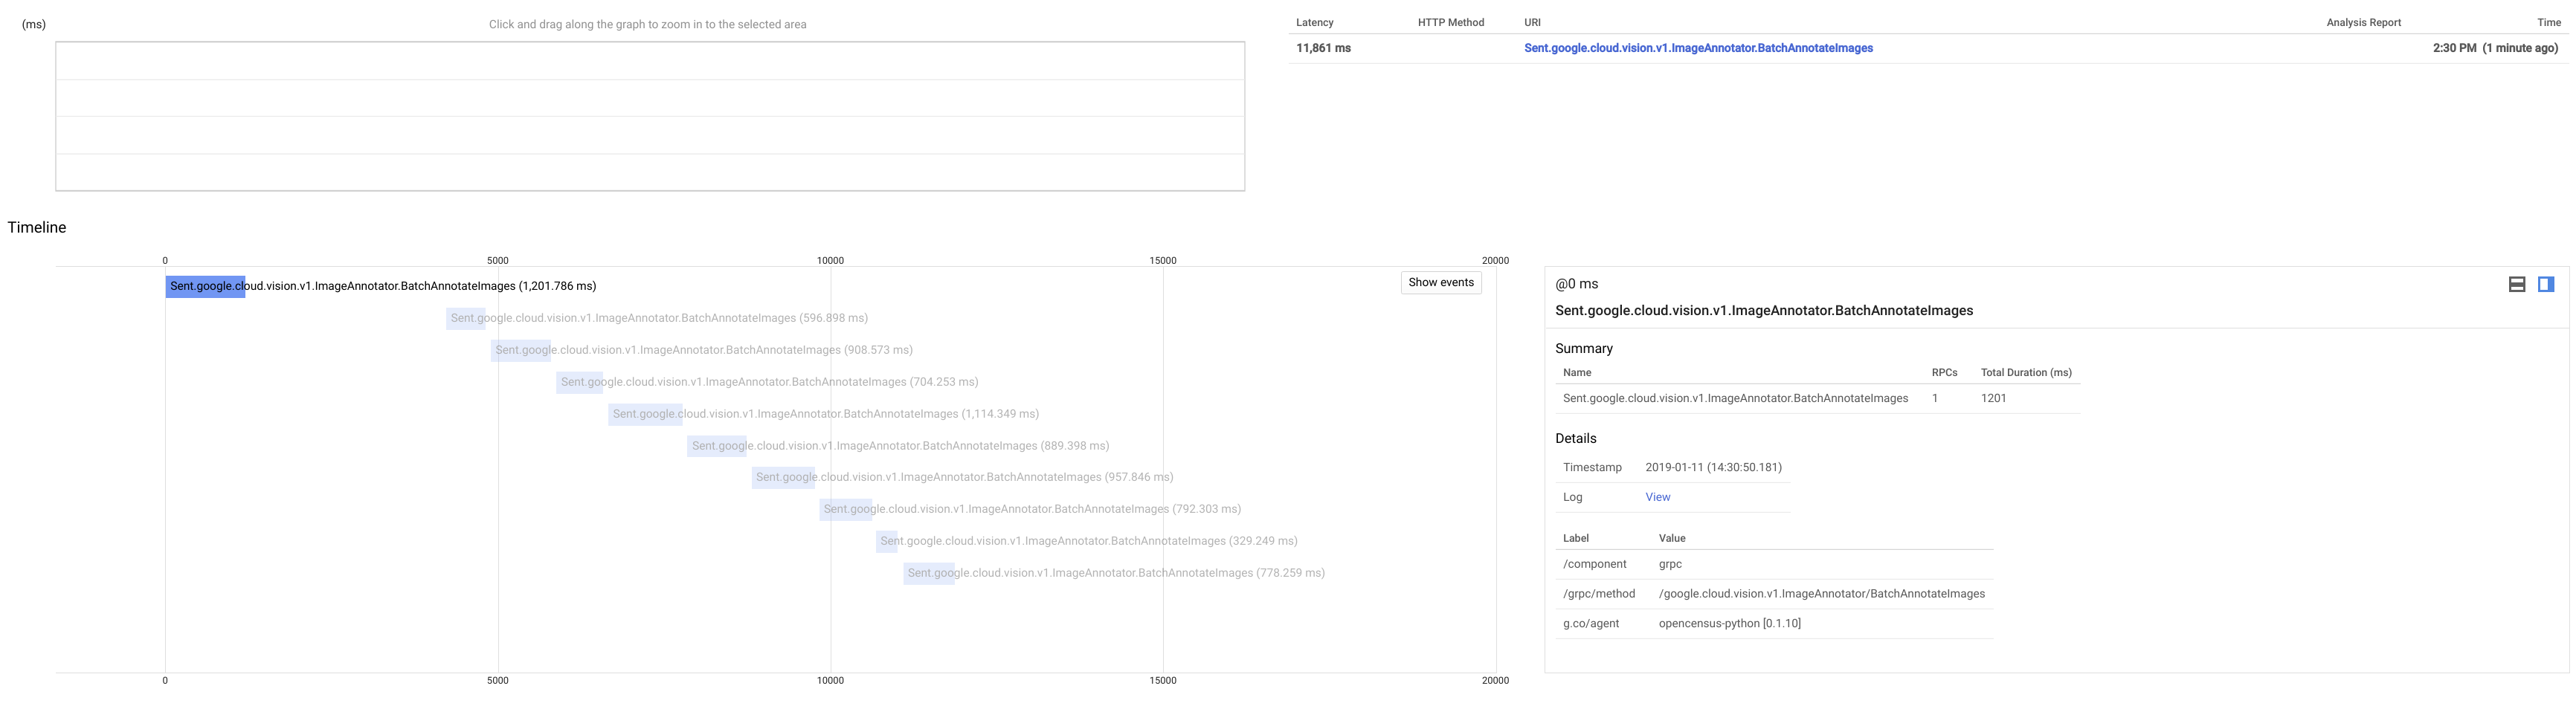 (ms)
Click and drag along the graph to zoom in to the selected area
Latency HTTP Method URI Analysis Report Time
11,861 ms Sent.google.cloud.vision.v1.ImageAnnotator.BatchAnnotateImages 2:30 PM (1 minute ago)
Timeline
0 5000 10000 15000 20000
Sent.google.cloud.vision.v1.ImageAnnotator.BatchAnnotateImages (1,201.786 ms)
Show events
Sent.google.cloud.vision.v1.ImageAnnotator.BatchAnnotateImages (596.898 ms)
Sent.google.cloud.vision.v1.ImageAnnotator.BatchAnnotateImages (908.573 ms)
Sent.google.cloud.vision.v1.ImageAnnotator.BatchAnnotateImages (704.253 ms)
Sent.google.cloud.vision.v1.ImageAnnotator.BatchAnnotateImages (1,114.349 ms)
Sent.google.cloud.vision.v1.ImageAnnotator.BatchAnnotateImages (889.398 ms)
Sent.google.cloud.vision.v1.ImageAnnotator.BatchAnnotateImages (957.846 ms)
Sent.google.cloud.vision.v1.ImageAnnotator.BatchAnnotateImages (792.303 ms)
Sent.google.cloud.vision.v1.ImageAnnotator.BatchAnnotateImages (329.249 ms)
Sent.google.cloud.vision.v1.ImageAnnotator.BatchAnnotateImages (778.259 ms)
0 5000 10000 15000 20000
@0 ms
Sent.google.cloud.vision.v1.ImageAnnotator.BatchAnnotateImages
Summary
Name RPCs Total Duration (ms)
Sent.google.cloud.vision.v1.ImageAnnotator.BatchAnnotateImages 1 1201
Details
Timestamp 2019-01-11 (14:30:50.181)
Log View
Label Value
/component grpc
/grpc/method /google.cloud.vision.v1.ImageAnnotator/BatchAnnotateImages
g.co/agent opencensus-python [0.1.10]